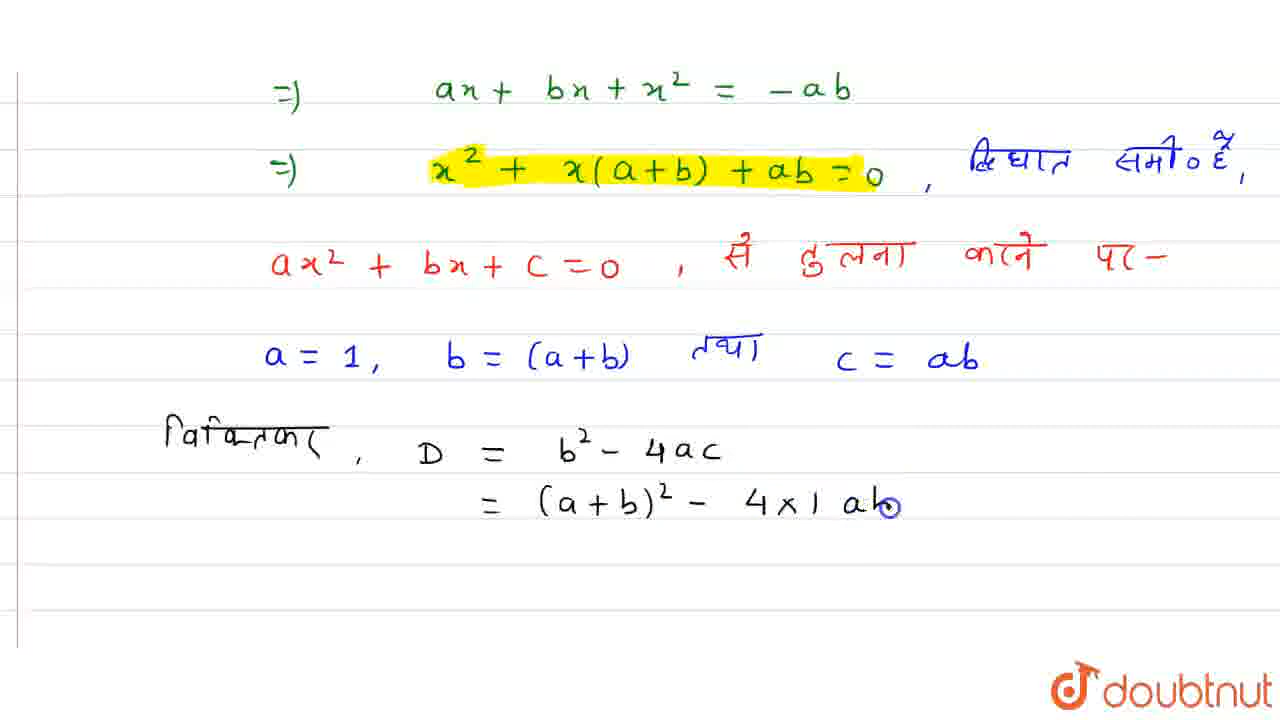 =) ax + bx + x² = - ab
=) x² + x(a+b) + ab = 0 , द्विघात समी० है,
ax² + bx + c = 0 , से तुलना करने पर -
a = 1, b = (a+b) तथा c = ab
विविक्तकर, D = b² - 4ac
= (a+b)² - 4×1 ab
doubtnut